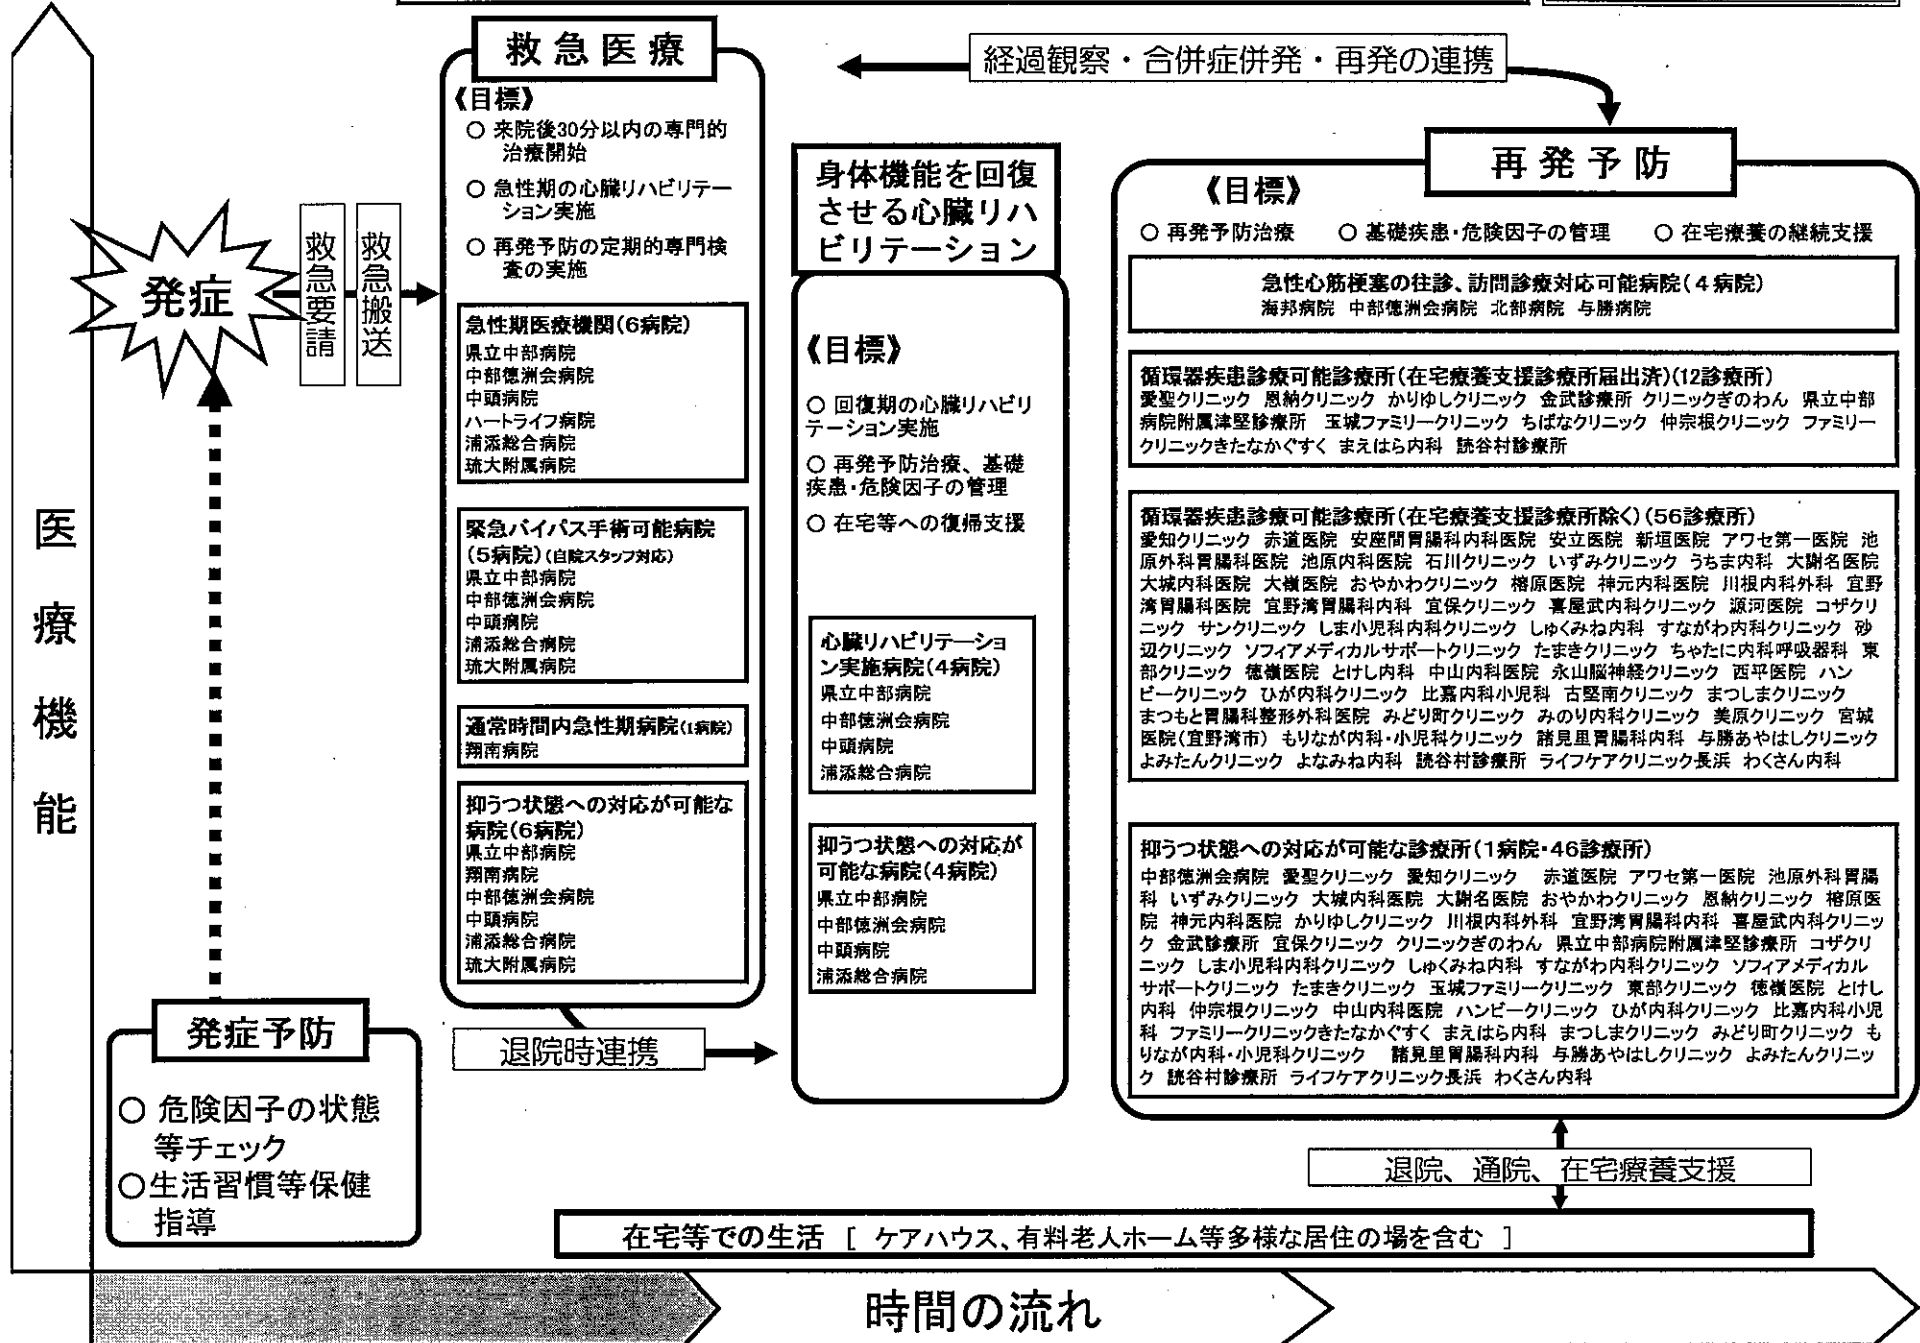 救急医療
《目標》
○ 来院後30分以内の専門的
治療開始
○ 急性期の心臓リハビリテー
ション実施
○ 再発予防の定期的専門検
査の実施
急性期医療機関(6病院)
県立中部病院
中部徳洲会病院
中頭病院
ハートライフ病院
浦添総合病院
琉大附属病院
緊急バイパス手術可能病院
(5病院)(自院スタッフ対応)
県立中部病院
中部徳洲会病院
中頭病院
浦添総合病院
琉大附属病院
通常時間内急性期病院(1病院)
翔南病院
抑うつ状態への対応が可能な
病院(6病院)
県立中部病院
翔南病院
中部徳洲会病院
中頭病院
浦添総合病院
琉大附属病院
経過観察・合併症併発・再発の連携
発症
救急要請
救急搬送
医療機能
発症予防
○ 危険因子の状態
等チェック
○生活習慣等保健
指導
退院時連携
身体機能を回復
させる心臓リハ
ビリテーション
《目標》
○ 回復期の心臓リハビリ
テーション実施
○ 再発予防治療、基礎
疾患・危険因子の管理
○ 在宅等への復帰支援
心臓リハビリテーショ
ン実施病院(4病院)
県立中部病院
中部徳洲会病院
中頭病院
浦添総合病院
抑うつ状態への対応が
可能な病院(4病院)
県立中部病院
中部徳洲会病院
中頭病院
浦添総合病院
再発予防
《目標》
○ 再発予防治療 ○ 基礎疾患・危険因子の管理 ○ 在宅療養の継続支援
急性心筋梗塞の往診、訪問診療対応可能病院(4病院)
海邦病院 中部徳洲会病院 北部病院 与勝病院
循環器疾患診療可能診療所(在宅療養支援診療所届出済)(12診療所)
愛聖クリニック 恩納クリニック かりゆしクリニック 金武診療所 クリニックぎのわん 県立中部
病院附属津堅診療所 玉城ファミリークリニック ちばなクリニック 仲宗根クリニック ファミリー
クリニックきたなかぐすく まえはら内科 読谷村診療所
循環器疾患診療可能診療所(在宅療養支援診療所除く)(56診療所)
愛知クリニック 赤道医院 安座間胃腸科内科医院 安立医院 新垣医院 アワセ第一医院 池
原外科胃腸科医院 池原内科医院 石川クリニック いずみクリニック うちま内科 大謝名医院
大城内科医院 大嶺医院 おやかわクリニック 榕原医院 神元内科医院 川根内科外科 宜野
湾胃腸科医院 宜野湾胃腸科内科 宜保クリニック 喜屋武内科クリニック 源河医院 コザクリ
ニック サンクリニック しま小児科内科クリニック しゅくみね内科 すながわ内科クリニック 砂
辺クリニック ソフィアメディカルサポートクリニック たまきクリニック ちゃたに内科呼吸器科 東
部クリニック 徳嶺医院 とけし内科 中山内科医院 永山脳神経クリニック 西平医院 ハン
ビークリニック ひが内科クリニック 比嘉内科小児科 古堅南クリニック まつしまクリニック
まつもと胃腸科整形外科医院 みどり町クリニック みのり内科クリニック 美原クリニック 宮城
医院(宜野湾市) もりなが内科・小児科クリニック 諸見里胃腸科内科 与勝あやはしクリニック
よみたんクリニック よなみね内科 読谷村診療所 ライフケアクリニック長浜 わくさん内科
抑うつ状態への対応が可能な診療所(1病院・46診療所)
中部徳洲会病院 愛聖クリニック 愛知クリニック 赤道医院 アワセ第一医院 池原外科胃腸
科 いずみクリニック 大城内科医院 大謝名医院 おやかわクリニック 恩納クリニック 榕原医
院 神元内科医院 かりゆしクリニック 川根内科外科 宜野湾胃腸科内科 喜屋武内科クリニッ
ク 金武診療所 宜保クリニック クリニックぎのわん 県立中部病院附属津堅診療所 コザクリ
ニック しま小児科内科クリニック しゅくみね内科 すながわ内科クリニック ソフィアメディカル
サポートクリニック たまきクリニック 玉城ファミリークリニック 東部クリニック 徳嶺医院 とけし
内科 仲宗根クリニック 中山内科医院 ハンビークリニック ひが内科クリニック 比嘉内科小児
科 ファミリークリニックきたなかぐすく まえはら内科 まつしまクリニック みどり町クリニック も
りなが内科・小児科クリニック 諸見里胃腸科内科 与勝あやはしクリニック よみたんクリニッ
ク 読谷村診療所 ライフケアクリニック長浜 わくさん内科
退院、通院、在宅療養支援
在宅等での生活 [ ケアハウス、有料老人ホーム等多様な居住の場を含む ]
時間の流れ